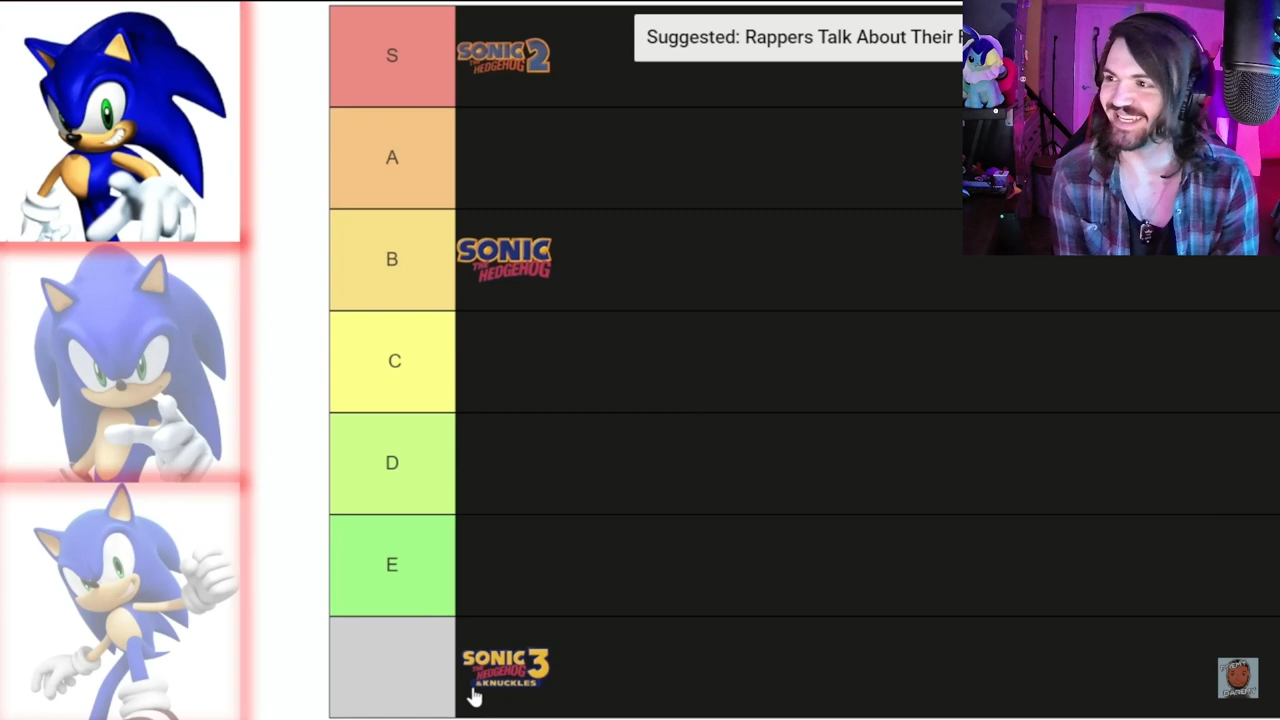 S
SONIC 2
THE HEDGEHOG
Suggested: Rappers Talk About Their
A
B
SONIC
THE HEDGEHOG
C
D
E
SONIC 3
THE HEDGEHOG
& KNUCKLES